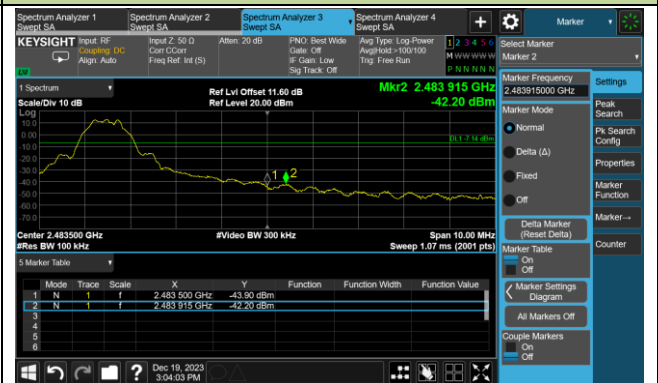 Spectrum Analyzer 1
Swept SA
Spectrum Analyzer 2
Swept SA
Spectrum Analyzer 3
Swept SA
Spectrum Analyzer 4
Swept SA
+
Marker
KEYSIGHT
Input: RF
Coupling: DC
Align: Auto
Input Z: 50 Ω
Corr CCorr
Freq Ref: Int (S)
Atten: 20 dB
PNO: Best Wide
Gate: Off
IF Gain: Low
Sig Track: Off
Avg Type: Log-Power
Avg|Hold:>100/100
Trig: Free Run
1 2 3 4 5 6
M W W W W W
P N N N N N
LXI
1 Spectrum
Scale/Div 10 dB
Log
Ref Lvl Offset 11.60 dB
Ref Level 20.00 dBm
Mkr2 2.483 915 GHz
-42.20 dBm
10.0
0.00
-10.0
-20.0
-30.0
-40.0
-50.0
-60.0
-70.0
DL1 -7.14 dBm
1
2
Center 2.483500 GHz
#Res BW 100 kHz
#Video BW 300 kHz
Span 10.00 MHz
Sweep 1.07 ms (2001 pts)
5 Marker Table
Mode Trace Scale X Y Function Function Width Function Value
1 N 1 f 2.483 500 GHz -43.90 dBm
2 N 1 f 2.483 915 GHz -42.20 dBm
3
4
5
6
Dec 19, 2023
3:04:03 PM
Select Marker
Marker 2
Marker Frequency
2.483915000 GHz
Marker Mode
Normal
Delta (Δ)
Fixed
Off
Delta Marker
(Reset Delta)
Marker Table
On
Off
Marker Settings
Diagram
All Markers Off
Couple Markers
On
Off
Settings
Peak
Search
Pk Search
Config
Properties
Marker
Function
Marker→
Counter